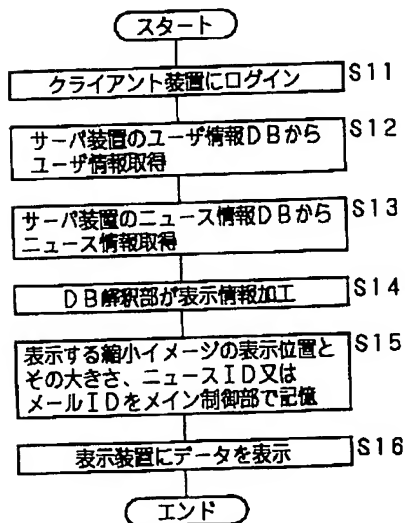 スタート
クライアント装置にログイン S11
サーバ装置のユーザ情報DBから S12
ユーザ情報取得
サーバ装置のニュース情報DBから S13
ニュース情報取得
DB解釈部が表示情報加工 S14
表示する縮小イメージの表示位置と S15
その大きさ、ニュースID又は
メールIDをメイン制御部で記憶
表示装置にデータを表示 S16
エンド